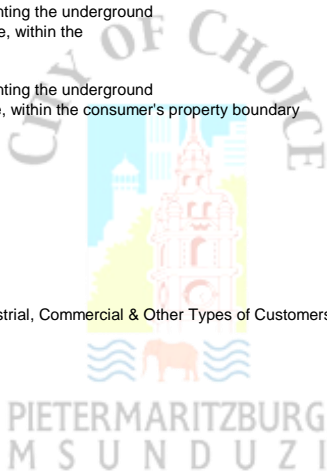 nting the underground
e, within the
nting the underground
e, within the consumer's property boundary
strial, Commercial & Other Types of Customers
CITY OF CHOICE
PIETERMARITZBURG
MSUNDUZI